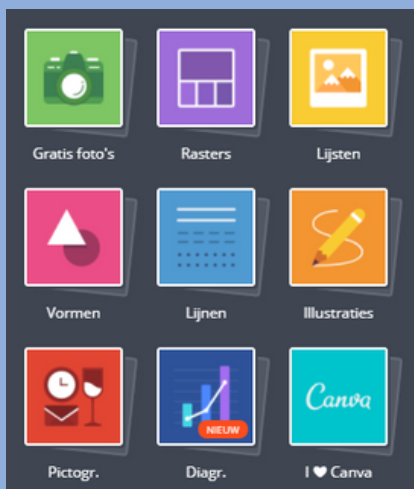 Gratis foto's
Rasters
Lijsten
Vormen
Lijnen
Illustraties
NIEUW
Canva
Pictogr.
Diagr.
I ♥ Canva